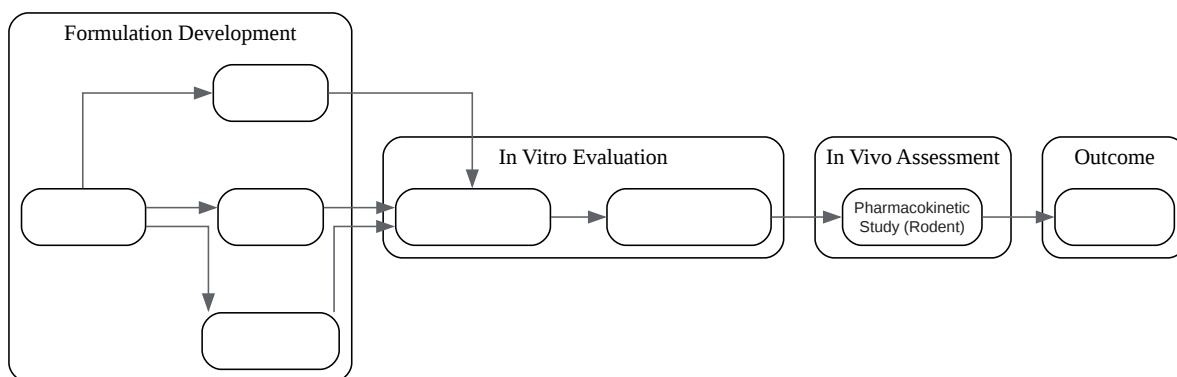 Formulation Development
In Vitro Evaluation
In Vivo Assessment
Outcome
Pharmacokinetic
Study (Rodent)